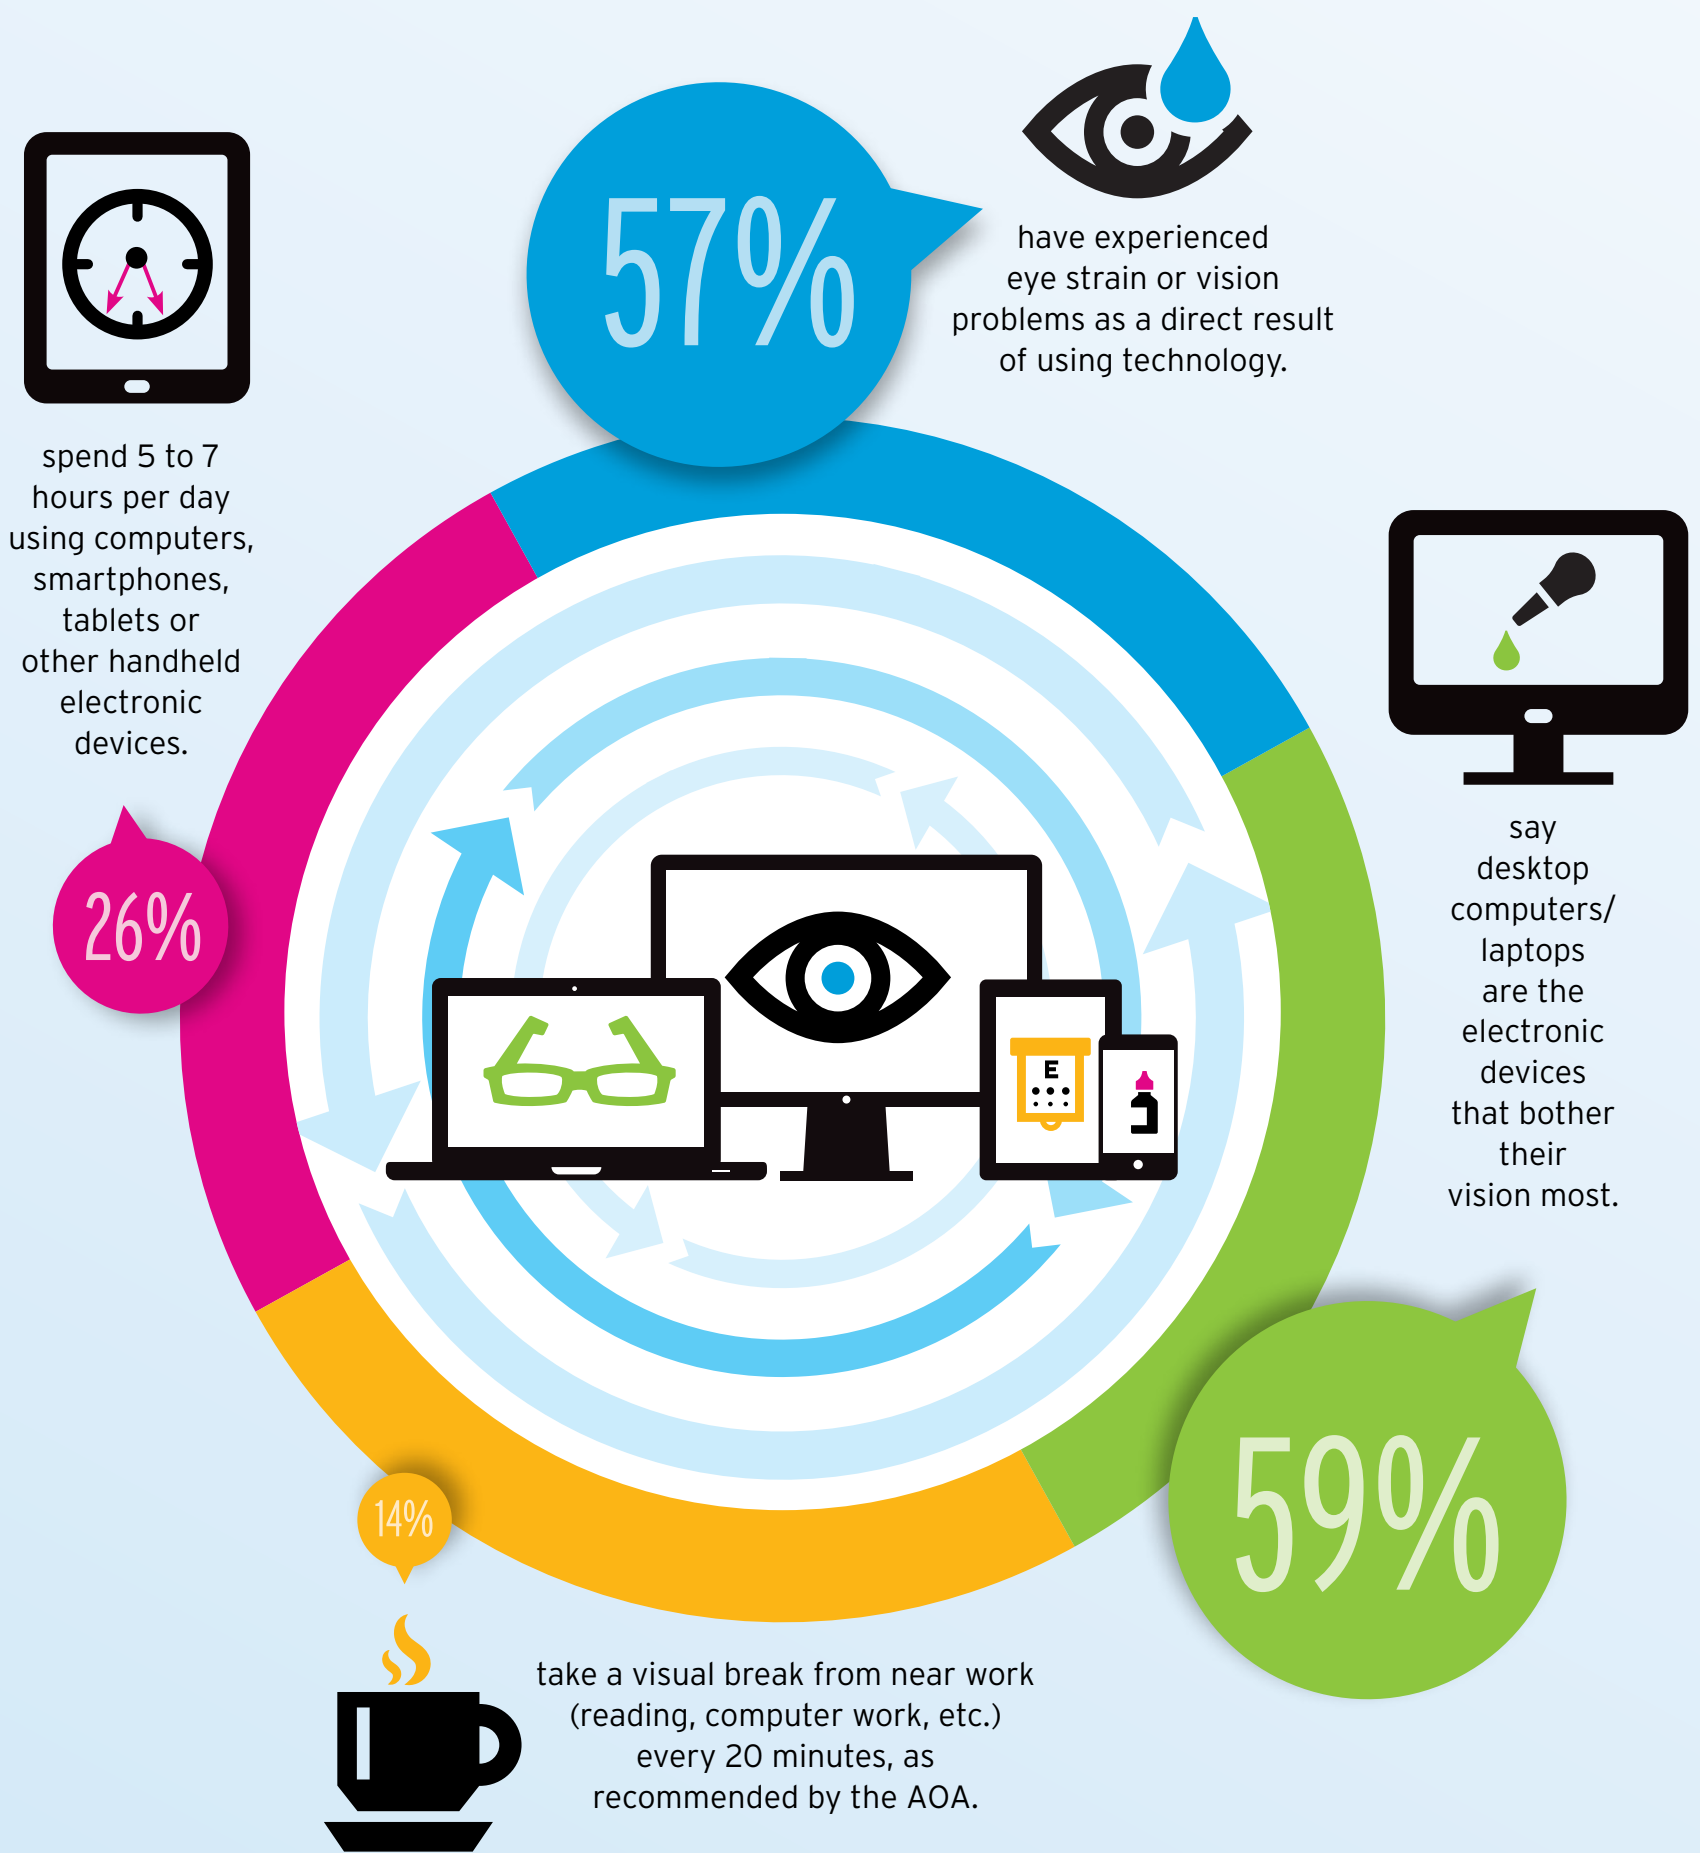 57%
have experienced
eye strain or vision
problems as a direct result
of using technology.
spend 5 to 7
hours per day
using computers,
smartphones,
tablets or
other handheld
electronic
devices.
26%
say
desktop
computers/
laptops
are the
electronic
devices
that bother
their
vision most.
59%
E
14%
take a visual break from near work
(reading, computer work, etc.)
every 20 minutes, as
recommended by the AOA.